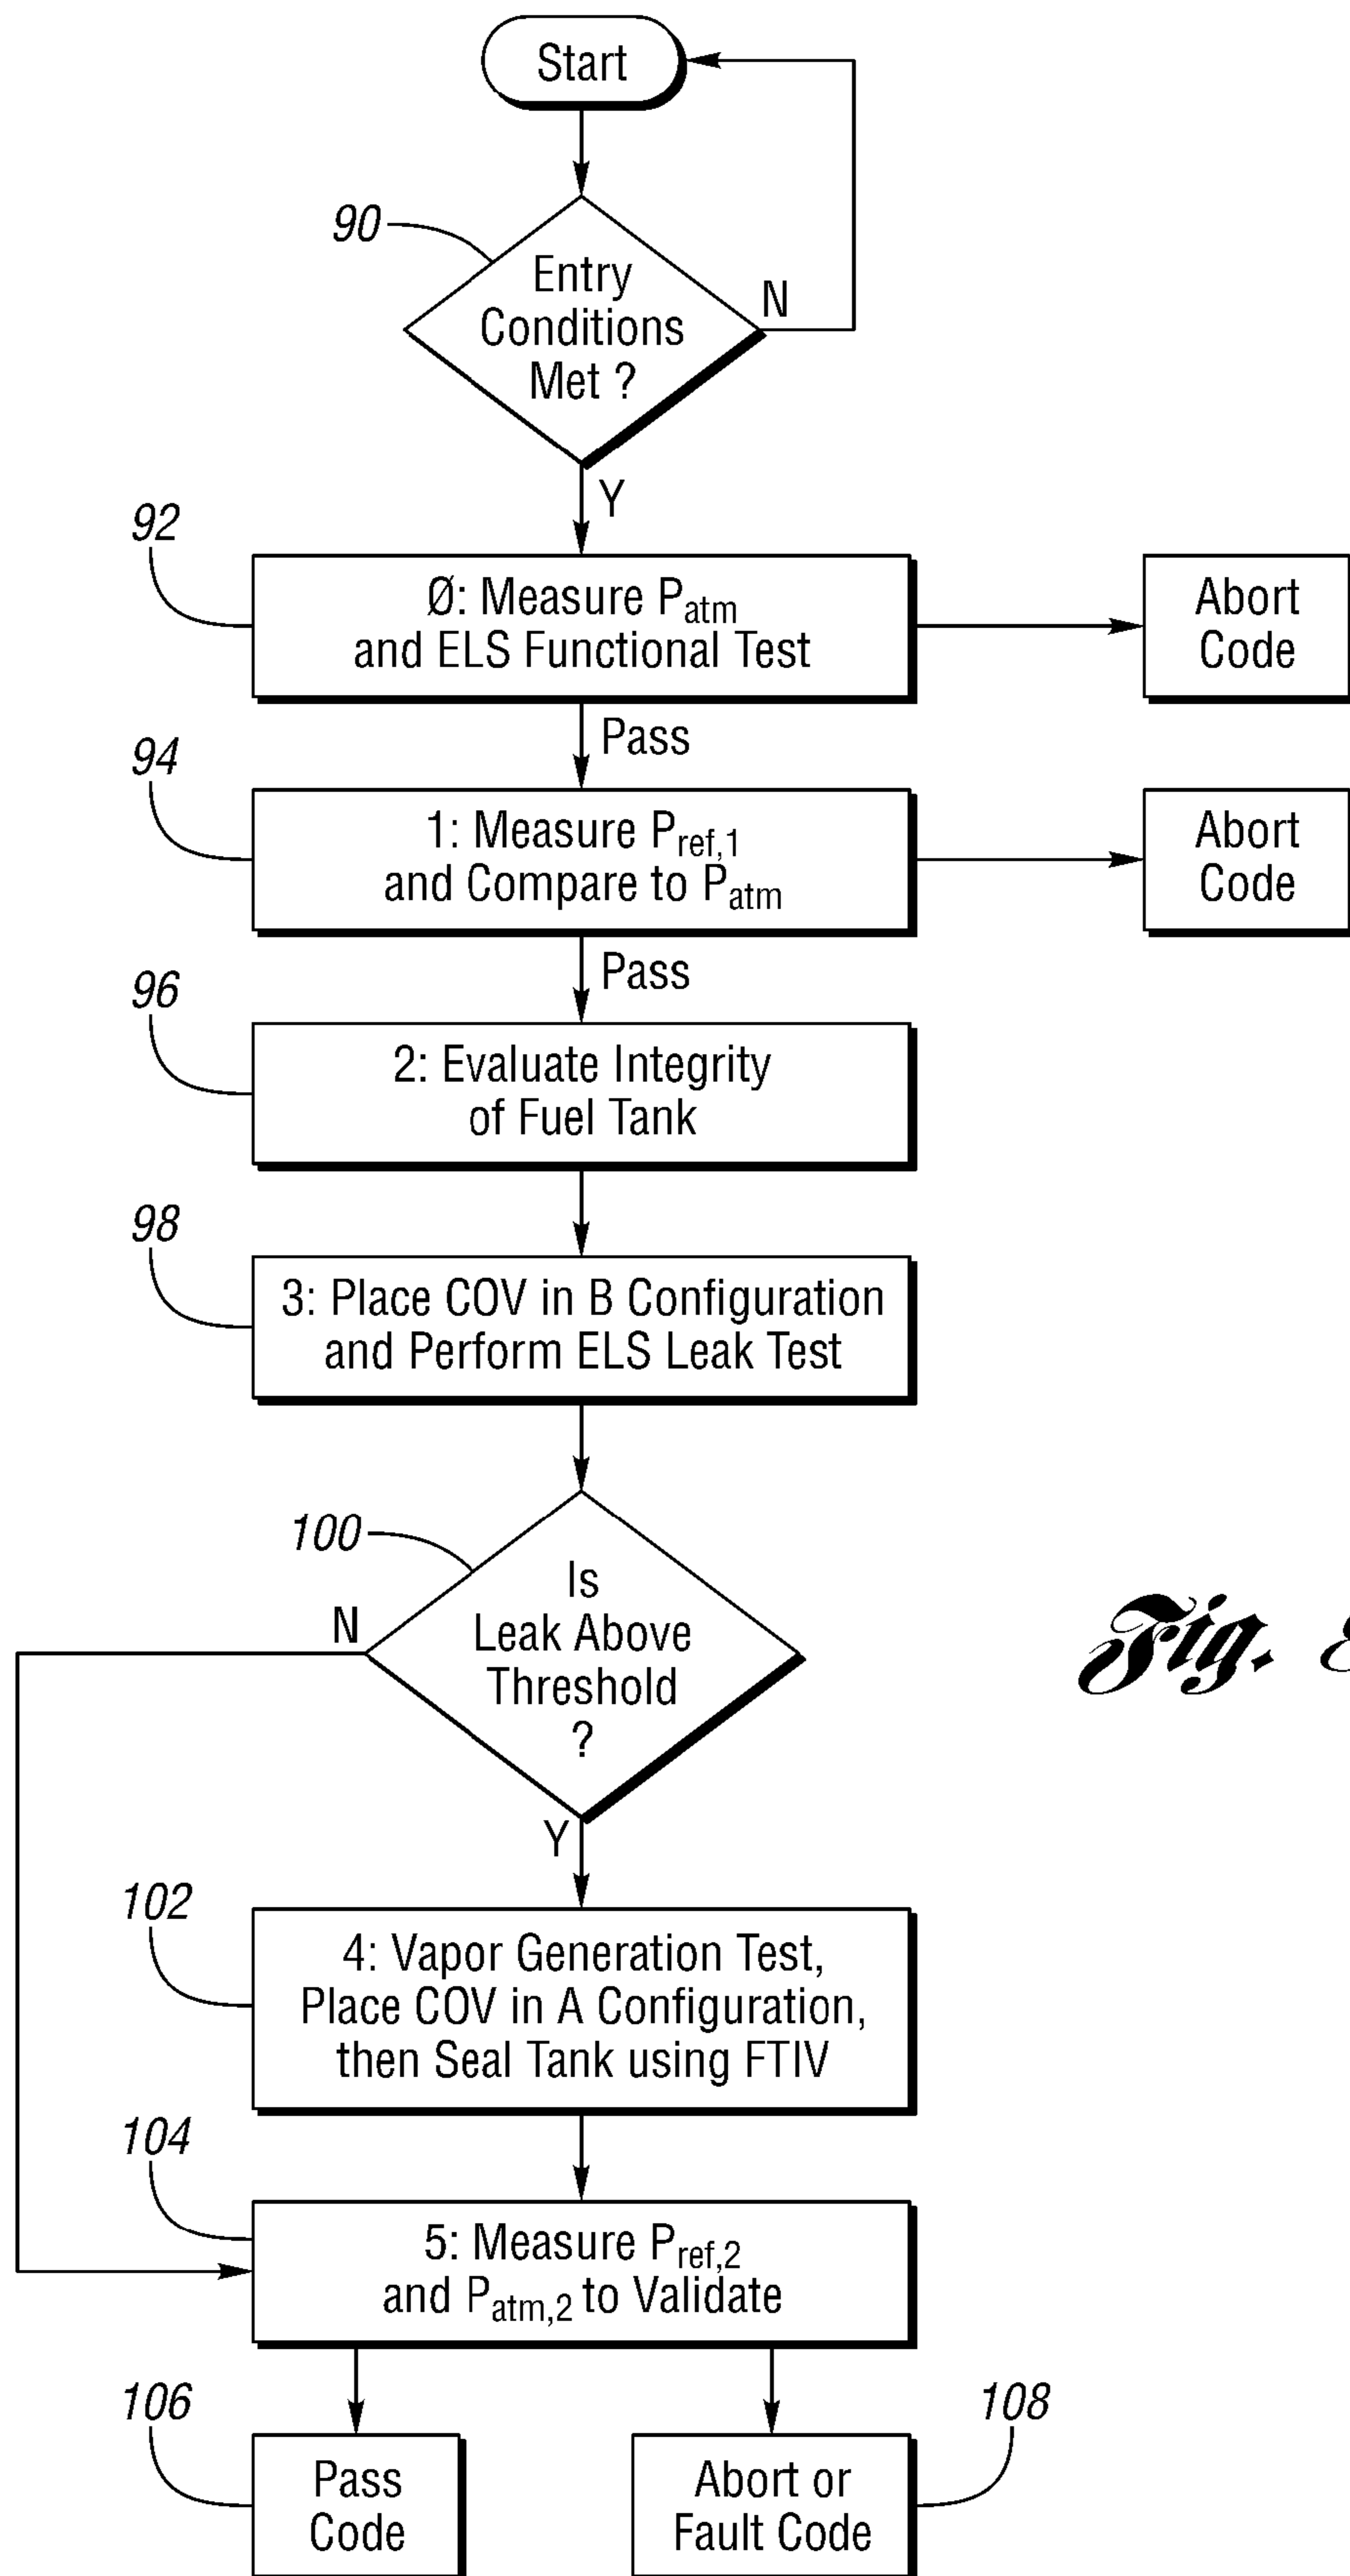 Start
90
Entry
Conditions
Met ?
N
Y
92
Ø: Measure Patm
and ELS Functional Test
Abort
Code
Pass
94
1: Measure Pref,1
and Compare to Patm
Abort
Code
Pass
96
2: Evaluate Integrity
of Fuel Tank
98
3: Place COV in B Configuration
and Perform ELS Leak Test
100
Is
Leak Above
Threshold
?
N
Fig.
Y
102
4: Vapor Generation Test,
Place COV in A Configuration,
then Seal Tank using FTIV
104
5: Measure Pref,2
and Patm,2 to Validate
106
108
Pass
Code
Abort or
Fault Code